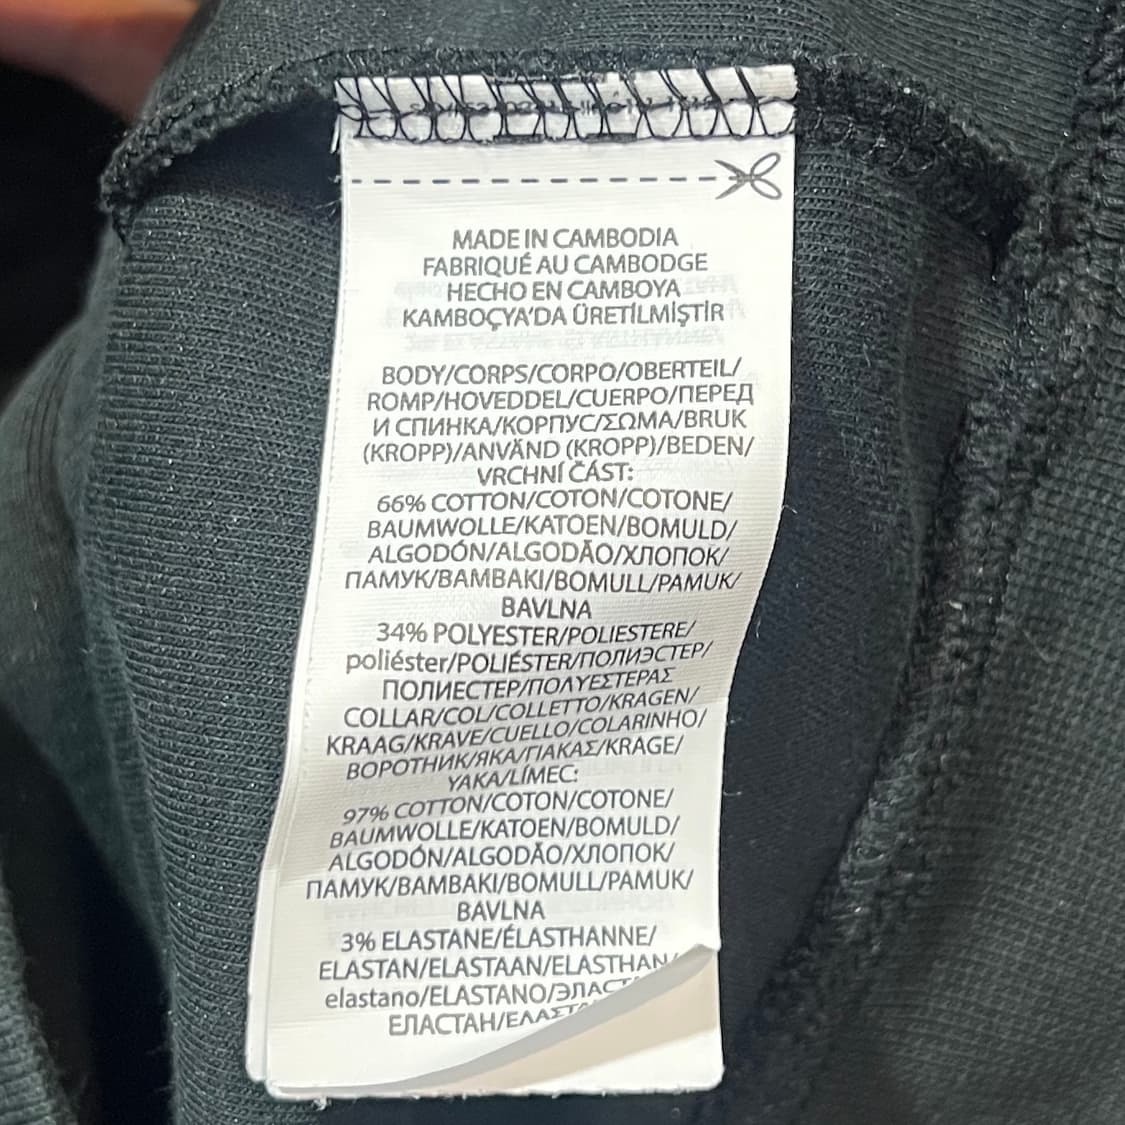 MADE IN CAMBODIA
FABRIQUÉ AU CAMBODGE
HECHO EN CAMBOYA
KAMBOÇYA'DA ÜRETİLMİŞTİR
BODY/CORPS/CORPO/OBERTEIL/
ROMP/HOVEDDEL/CUERPO/ПЕРЕД
И СПИНКА/КОРПУС/ΣΩΜΑ/BRUK
(KROPP)/ANVÄND (KROPP)/BEDEN/
VRCHNÍ ČÁST:
66% COTTON/COTON/COTONE/
BAUMWOLLE/KATOEN/BOMULD/
ALGODÓN/ALGODÃO/ХЛОПОК/
ПАМУК/BAMBAKI/BOMULL/PAMUK/
BAVLNA
34% POLYESTER/POLIESTERE/
poliéster/POLIÉSTER/ПОЛИЭСТЕР/
ПОЛИЕСТЕР/ΠΟΛΥΕΣΤΕΡΑΣ
COLLAR/COL/COLLETTO/KRAGEN/
KRAAG/KRAVE/CUELLO/COLARINHO/
ВОРОТНИК/ЯКА/ΓΙΑΚΑΣ/KRAGE/
YAKA/LÍMEC:
97% COTTON/COTON/COTONE/
BAUMWOLLE/KATOEN/BOMULD/
ALGODÓN/ALGODÃO/ХЛОПОК/
ПАМУК/BAMBAKI/BOMULL/PAMUK/
BAVLNA
3% ELASTANE/ÉLASTHANNE/
ELASTAN/ELASTAAN/ELASTHAN/
elastano/ELASTANO/ЭЛАСТ
ЕЛАСТАН/ΕΛΑΣΤ